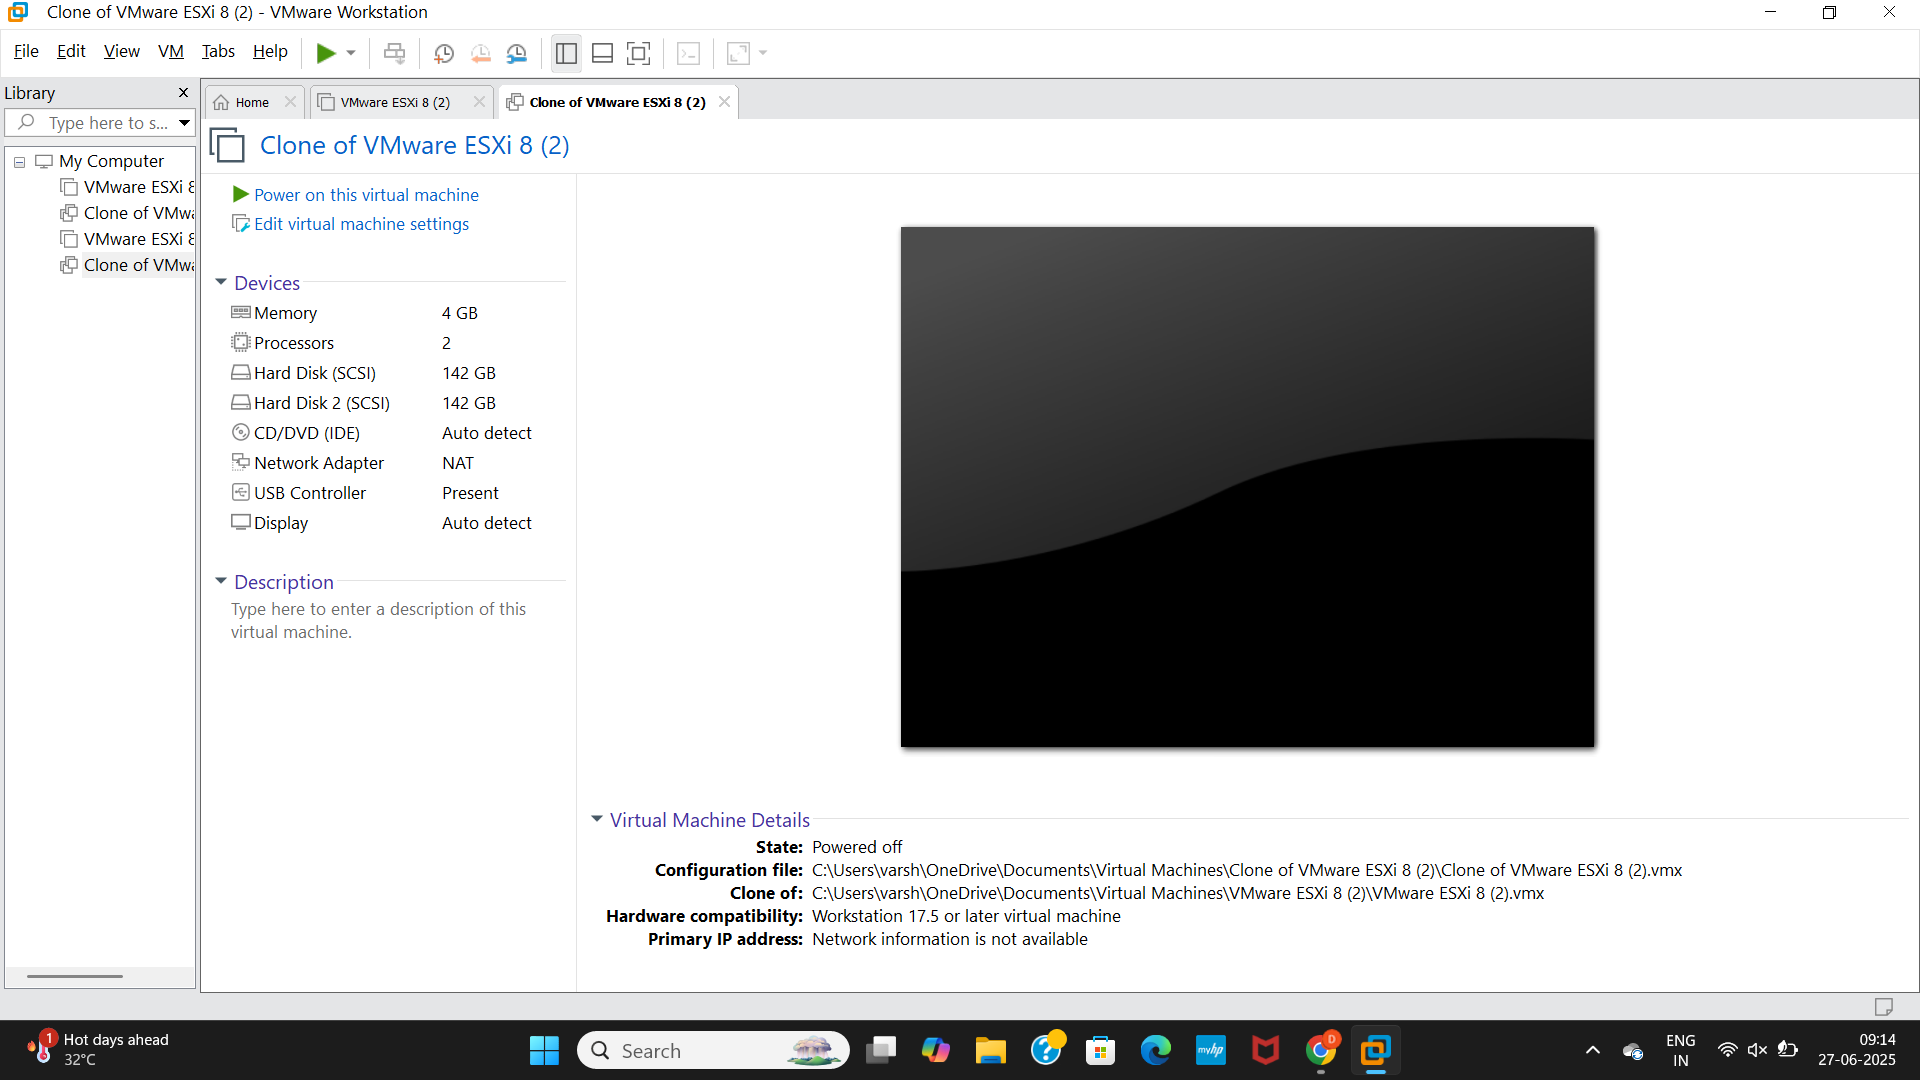 Clone of VMware ESXi 8 (2) - VMware Workstation
File Edit View VM Tabs Help
Library
Type here to s...
My Computer
VMware ESXi 8
Clone of VMwa
VMware ESXi 8
Clone of VMwa
Home
VMware ESXi 8 (2)
Clone of VMware ESXi 8 (2)
Clone of VMware ESXi 8 (2)
Power on this virtual machine
Edit virtual machine settings
Devices
Memory 4 GB
Processors 2
Hard Disk (SCSI) 142 GB
Hard Disk 2 (SCSI) 142 GB
CD/DVD (IDE) Auto detect
Network Adapter NAT
USB Controller Present
Display Auto detect
Description
Type here to enter a description of this
virtual machine.
Virtual Machine Details
State: Powered off
Configuration file: C:\Users\varsh\OneDrive\Documents\Virtual Machines\Clone of VMware ESXi 8 (2)\Clone of VMware ESXi 8 (2).vmx
Clone of: C:\Users\varsh\OneDrive\Documents\Virtual Machines\VMware ESXi 8 (2)\VMware ESXi 8 (2).vmx
Hardware compatibility: Workstation 17.5 or later virtual machine
Primary IP address: Network information is not available
1
Hot days ahead
32°C
Search
myhp
D
ENG
IN
09:14
27-06-2025